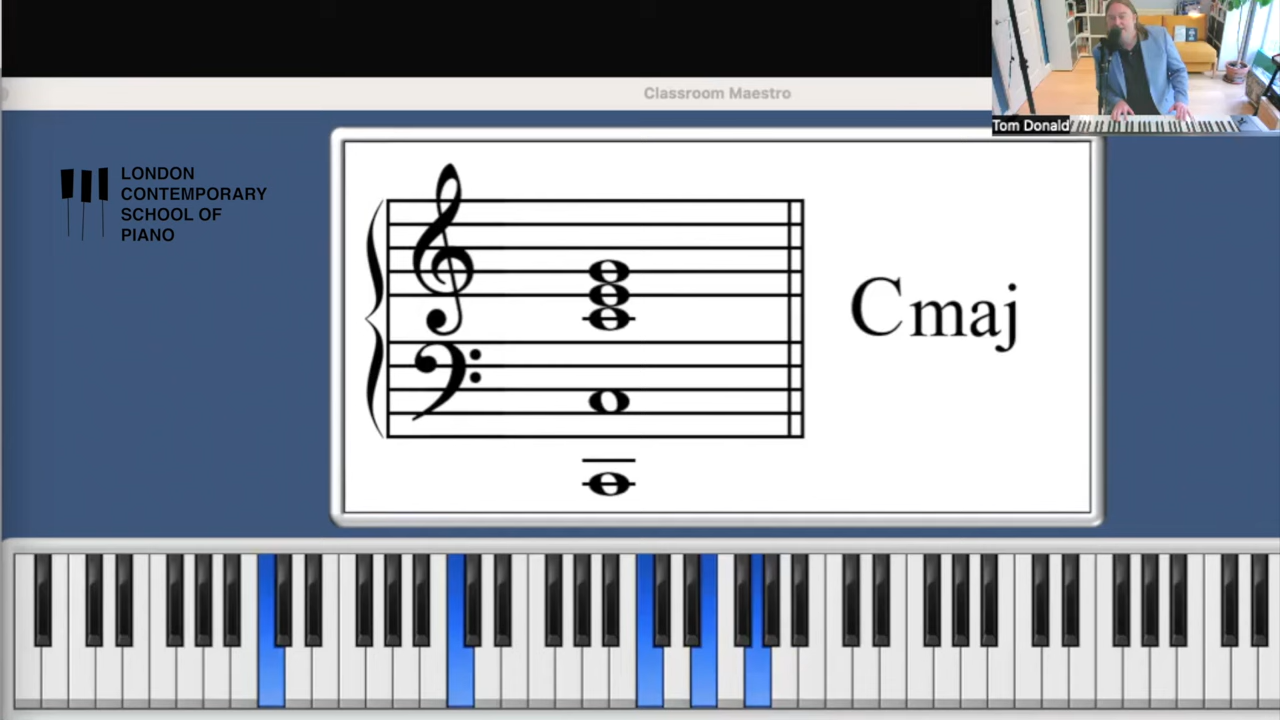 Classroom Maestro
Tom Donald
LONDON
CONTEMPORARY
SCHOOL OF
PIANO
Cmaj